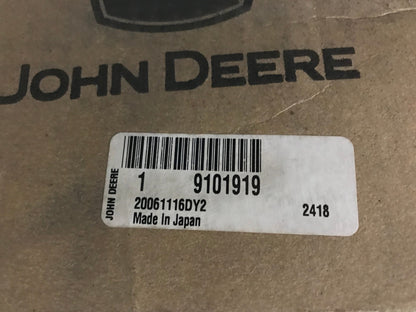 JOHN DEERE
JOHN DEERE
1 9101919
20061116DY2
Made In Japan
2418